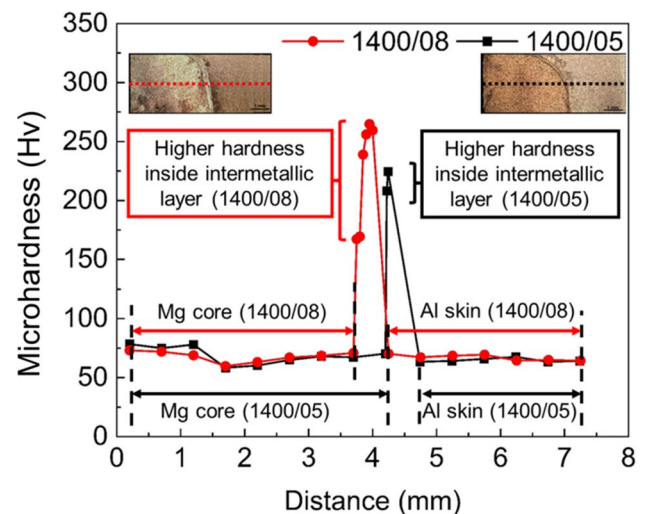 350
300
250
200
150
100
50
0
Microhardness (Hv)
1400/08
1400/05
Higher hardness
inside intermetallic
layer (1400/08)
Higher hardness
inside intermetallic
layer (1400/05)
Mg core (1400/08)
Al skin (1400/08)
Mg core (1400/05)
Al skin (1400/05)
0 1 2 3 4 5 6 7 8
Distance (mm)